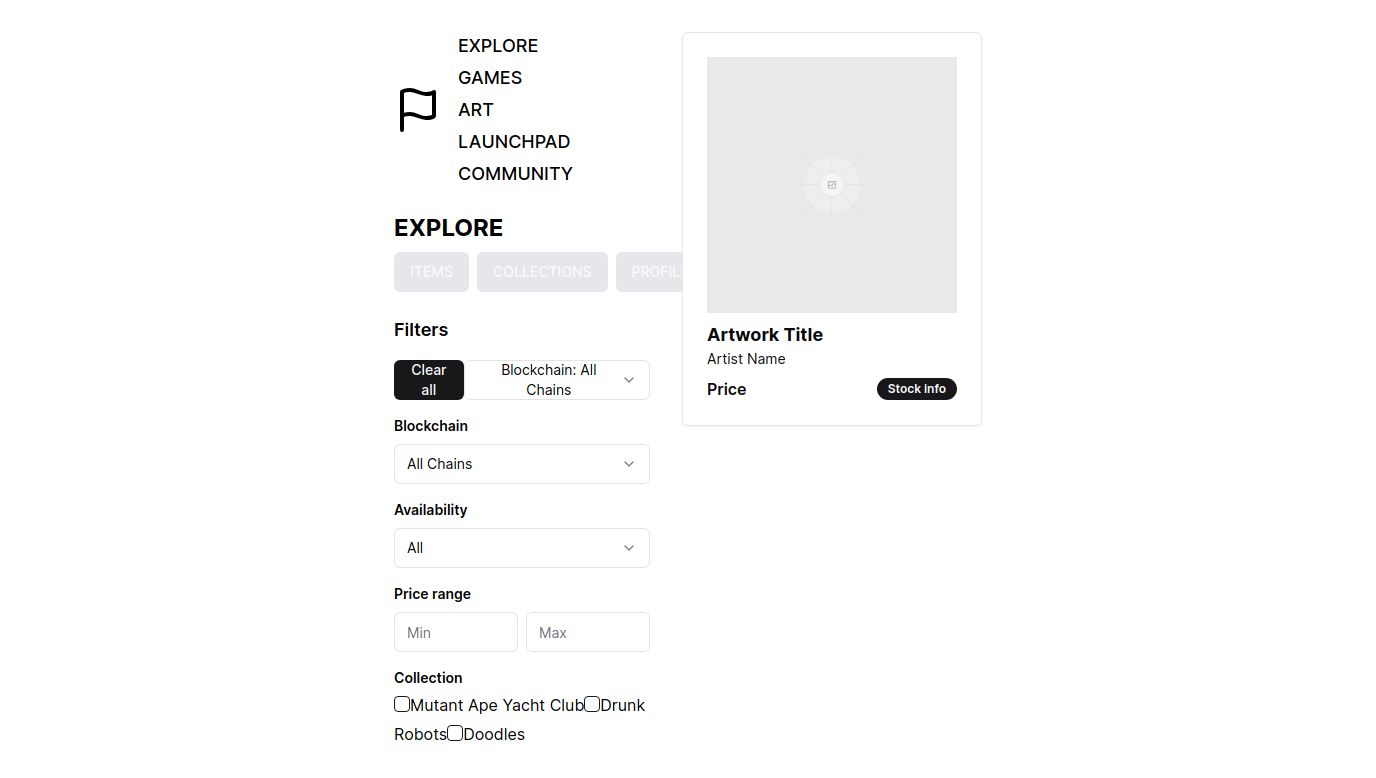 EXPLORE
GAMES
ART
LAUNCHPAD
COMMUNITY
EXPLORE
ITEMS
COLLECTIONS
PROFIL
Filters
Clear
all
Blockchain: All
Chains
Blockchain
All Chains
Availability
All
Price range
Min
Max
Collection
Mutant Ape Yacht Club Drunk
Robots Doodles
Artwork Title
Artist Name
Price
Stock info